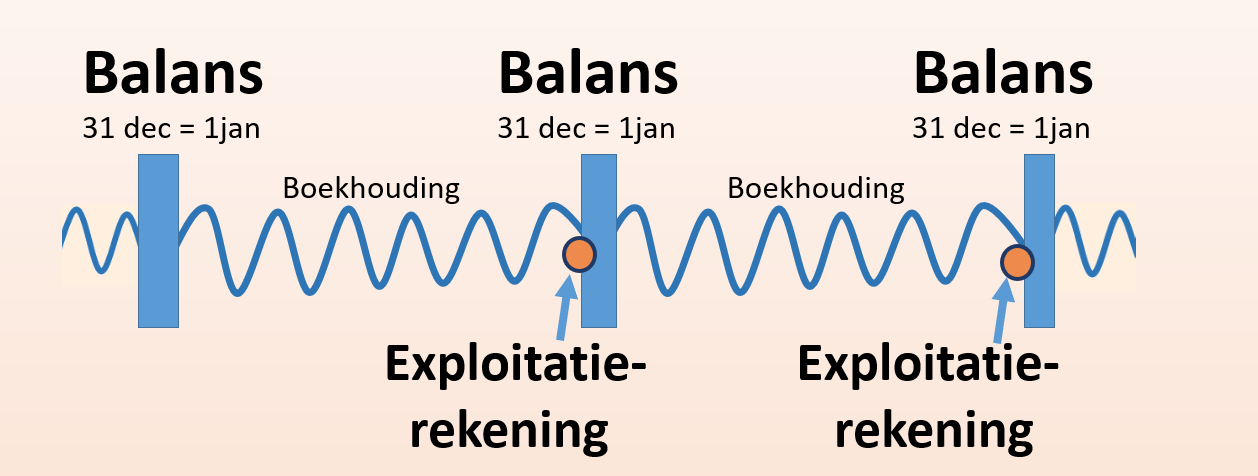 Balans
31 dec = 1jan
Balans
31 dec = 1jan
Balans
31 dec = 1jan
Boekhouding
Boekhouding
Exploitatie-
rekening
Exploitatie-
rekening